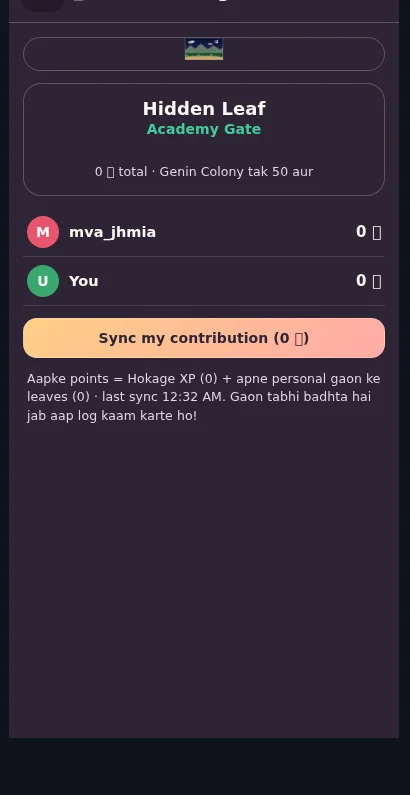 Hidden Leaf
Academy Gate
0 total · Genin Colony tak 50 aur
M mva_jhmia 0
U You 0
Sync my contribution (0 )
Aapke points = Hokage XP (0) + apne personal gaon ke
leaves (0) · last sync 12:32 AM. Gaon tabhi badhta hai
jab aap log kaam karte ho!